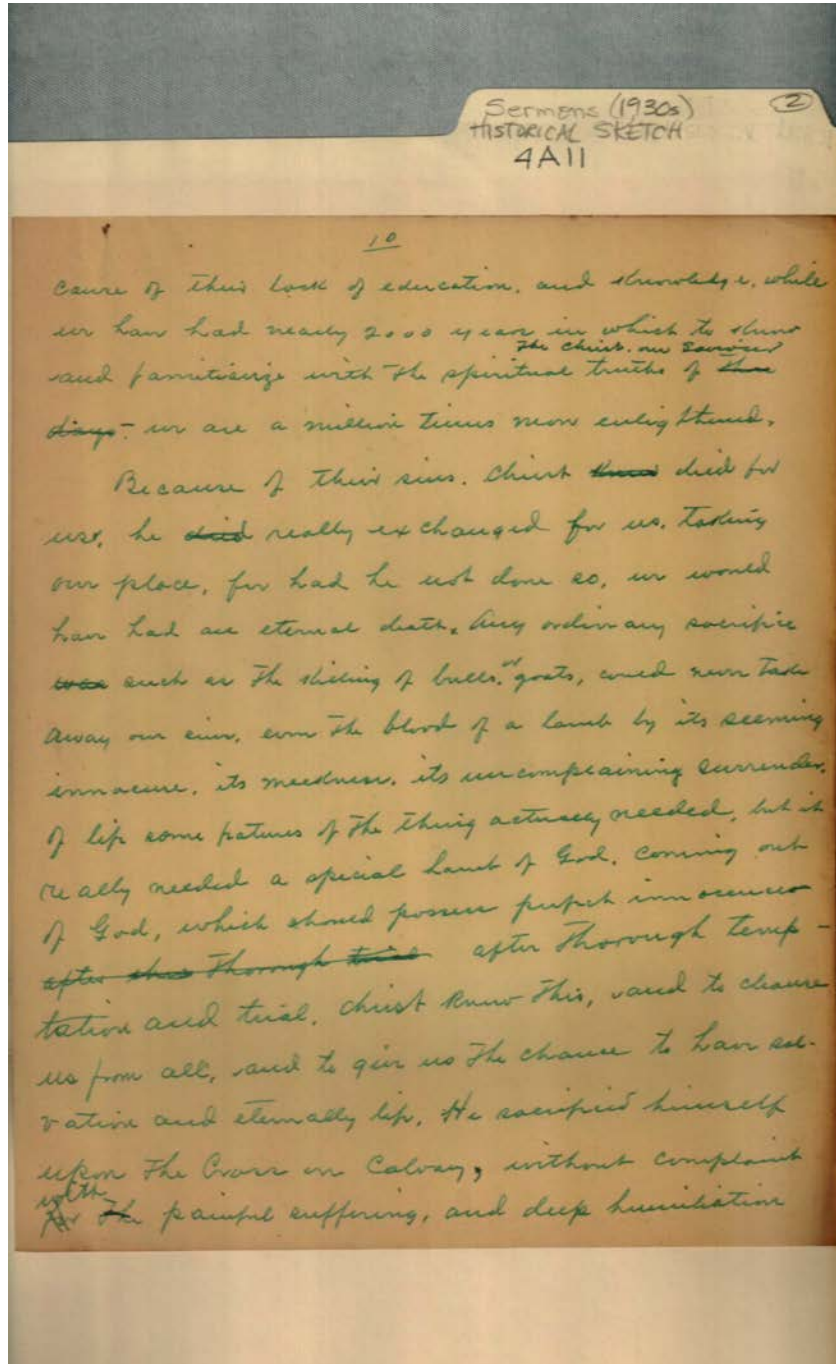 Sermons (1930s) 2
HISTORICAL SKETCH
4A11
10
cause of their lack of education, and knowledge, while
we have had nearly 2000 years in which to know
The Christ, our Saviour
and familiarize with the spiritual truths of those
days - we are a million times more enlightened.
Because of their sins, Christ died for
us, he died really exchanged for us, taking
our place, for had he not done so, we would
have had an eternal death. Any ordinary sacrifice
was such as the killing of bulls, or goats, could never take
away our sins, even the blood of a lamb by its seeming
innocence, its meekness, its uncomplaining surrender,
of life some features of the thing actually needed, but it
really needed a special Lamb of God, coming out
of God, which should possess perfect innocence
after thorough trial after thorough temp-
tation and trial. Christ knew this, and to cleanse
us from all, and to give us the chance to have sal-
vation and eternally life, He sacrificed himself
upon the Cross on Calvary, without complaint
with
for the painful suffering, and deep humiliation